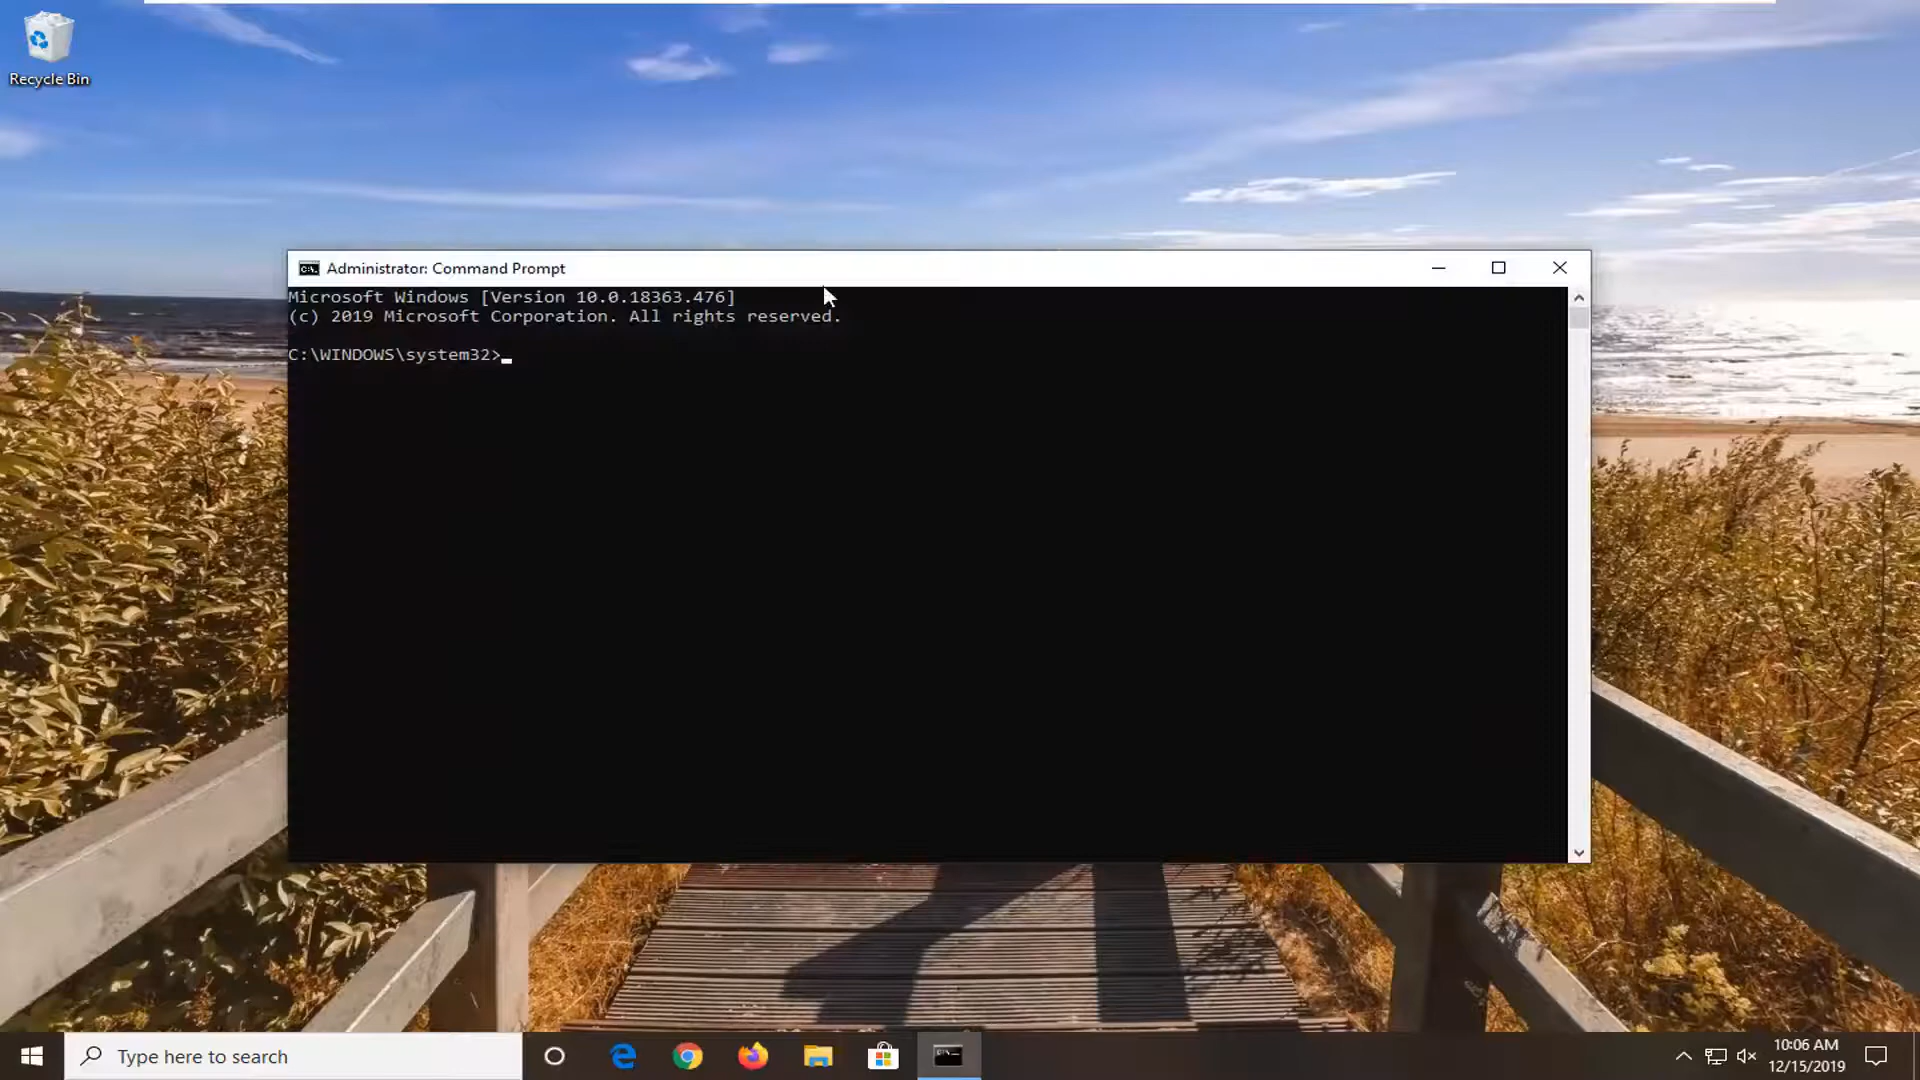 Recycle Bin
Administrator: Command Prompt
Microsoft Windows [Version 10.0.18363.476]
(c) 2019 Microsoft Corporation. All rights reserved.
C:\WINDOWS\system32>
Type here to search
10:06 AM
12/15/2019